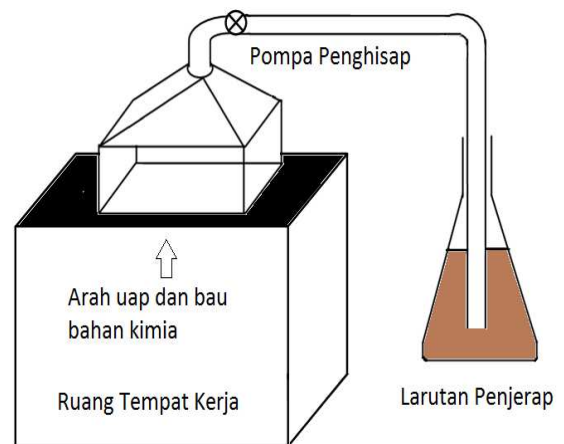 Pompa Penghisap
Arah uap dan bau
bahan kimia
Ruang Tempat Kerja
Larutan Penjerap